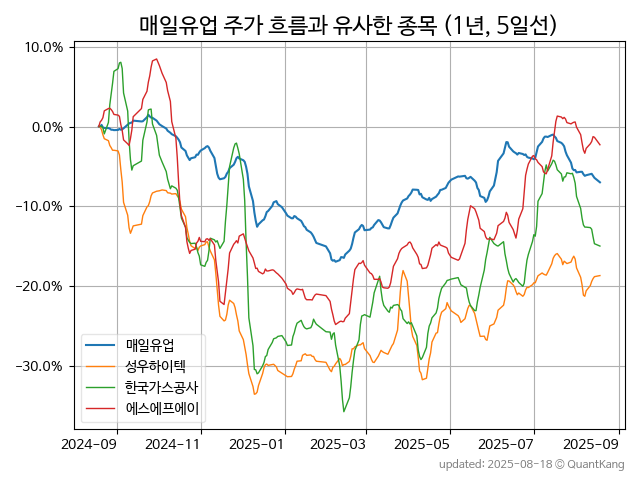 매일유업 주가 흐름과 유사한 종목 (1년, 5일선)
10.0%
0.0%
−10.0%
−20.0%
−30.0%
매일유업
성우하이텍
한국가스공사
에스에프에이
2024−09 2024−11 2025−01 2025−03 2025−05 2025−07 2025−09
updated: 2025-08-18 © QuantKang